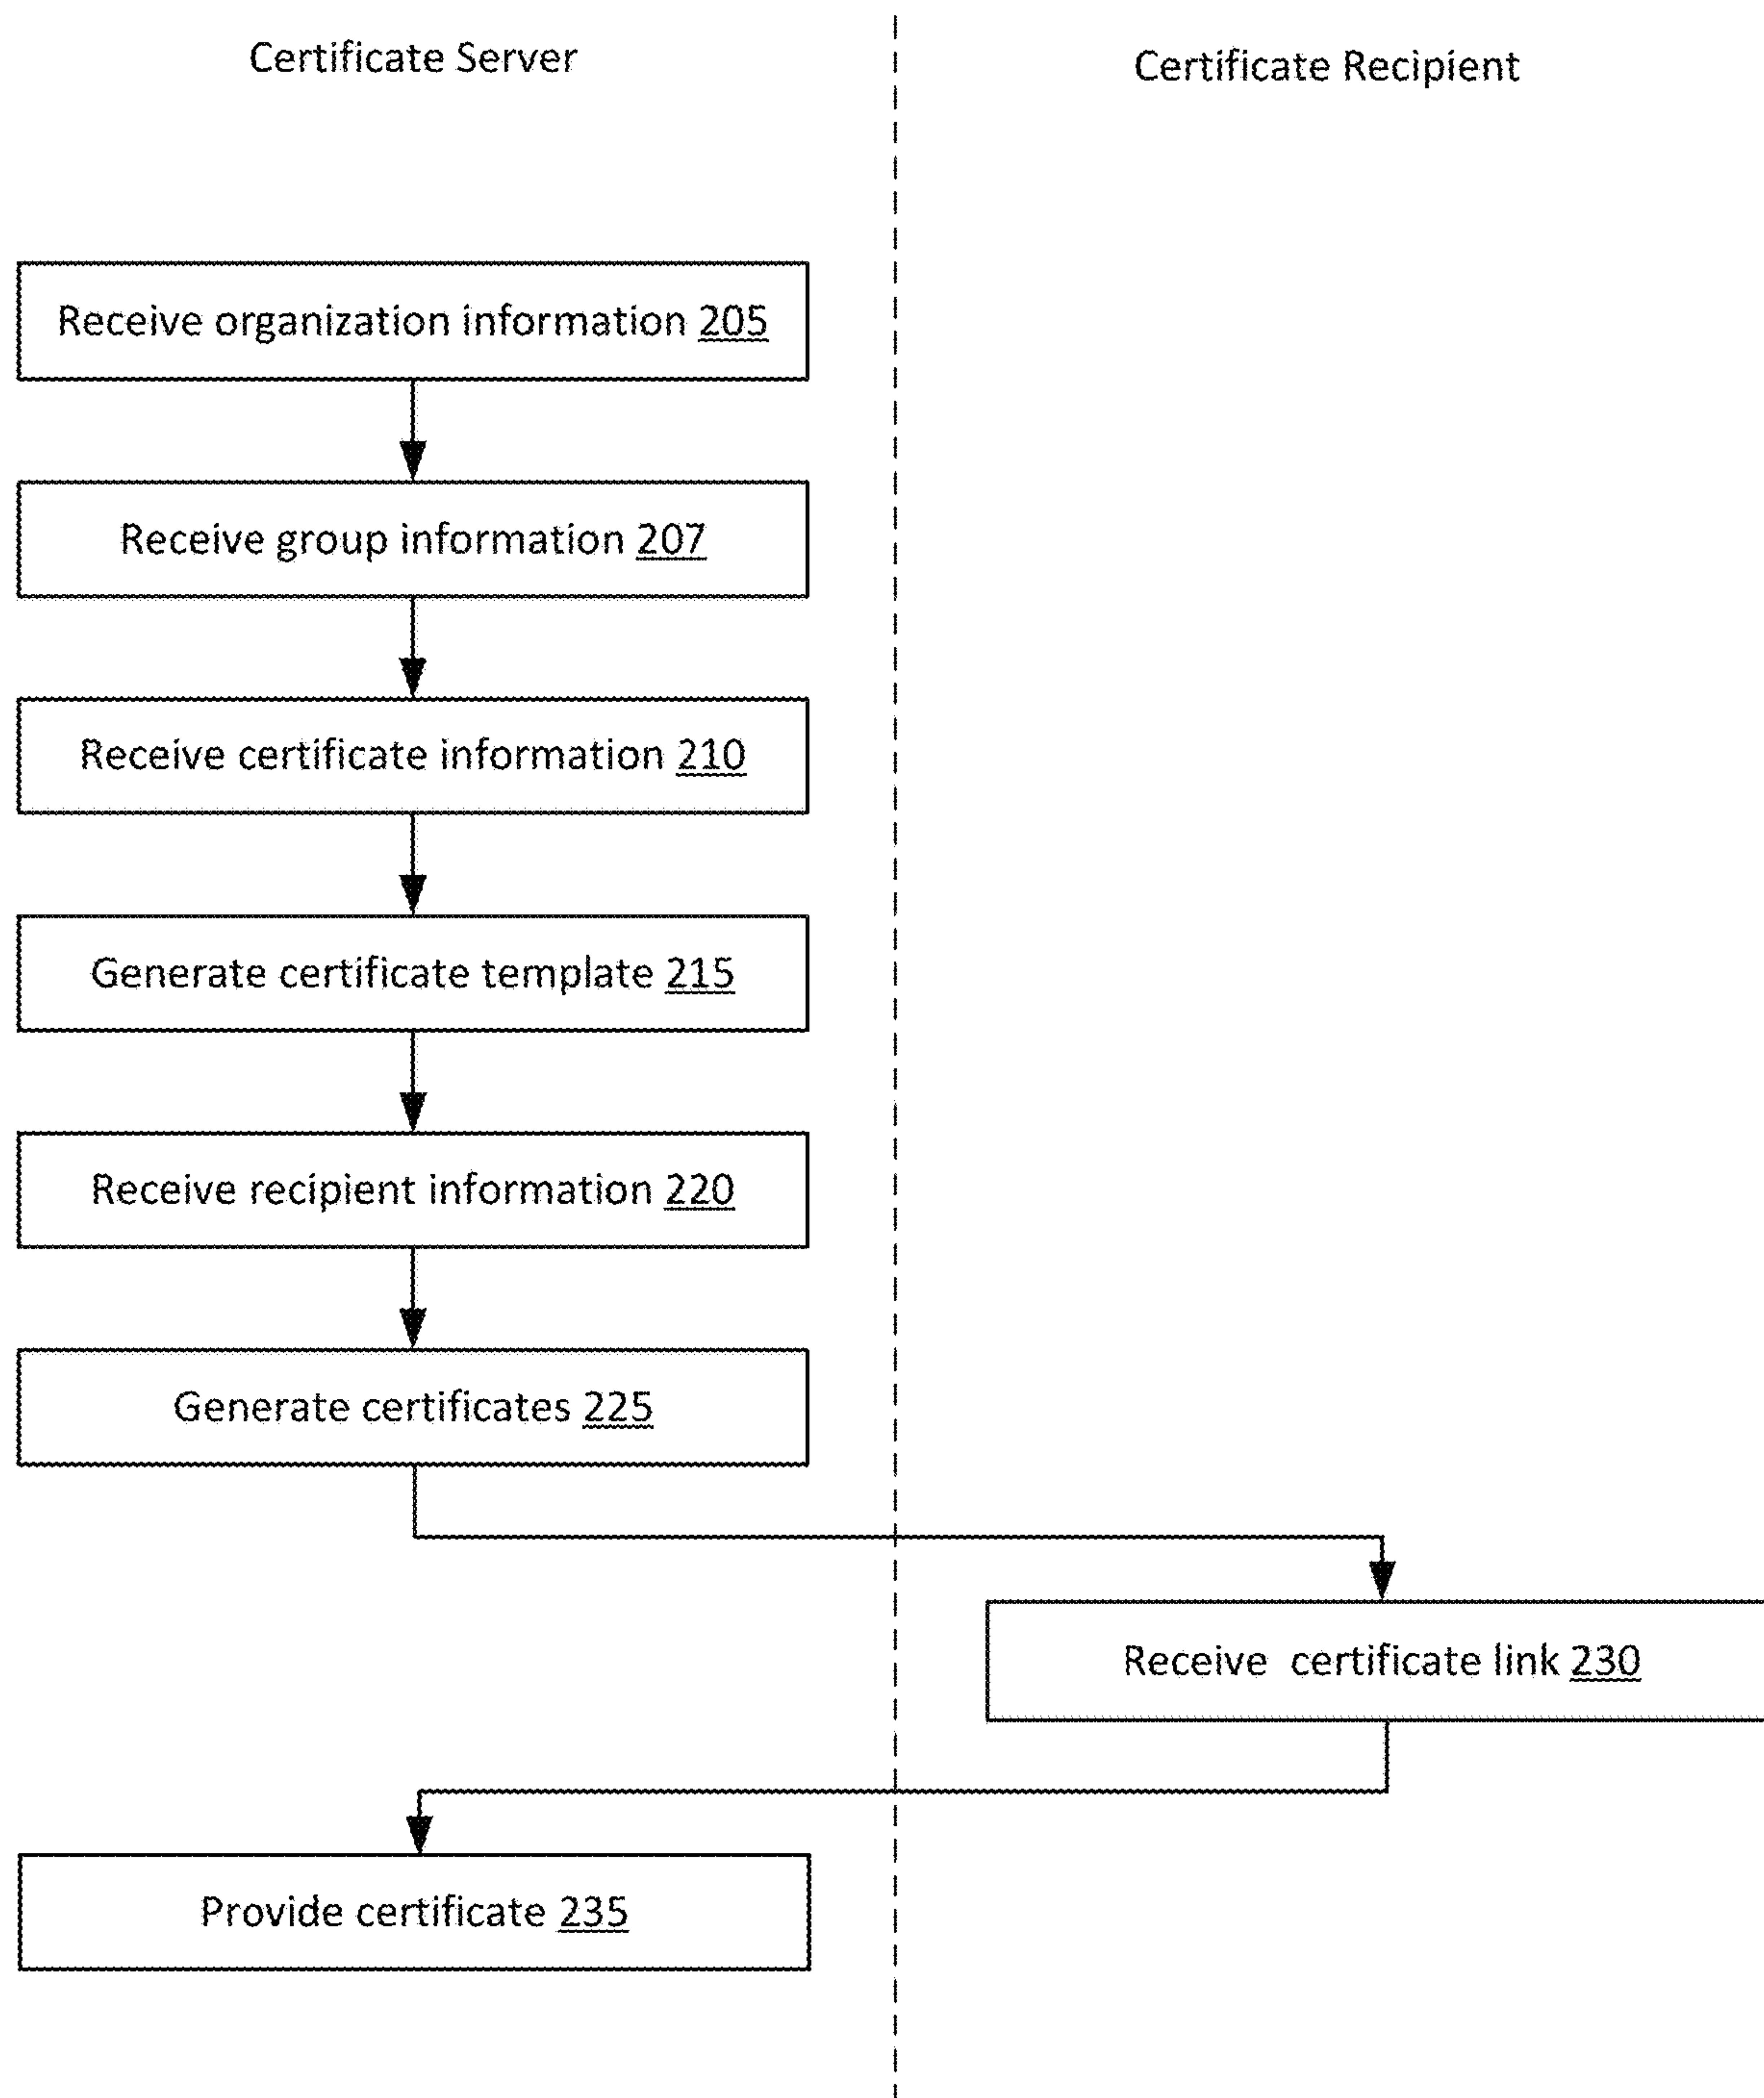 Certificate Server
Certificate Recipient
Receive organization information 205
Receive group information 207
Receive certificate information 210
Generate certificate template 215
Receive recipient information 220
Generate certificates 225
Receive certificate link 230
Provide certificate 235